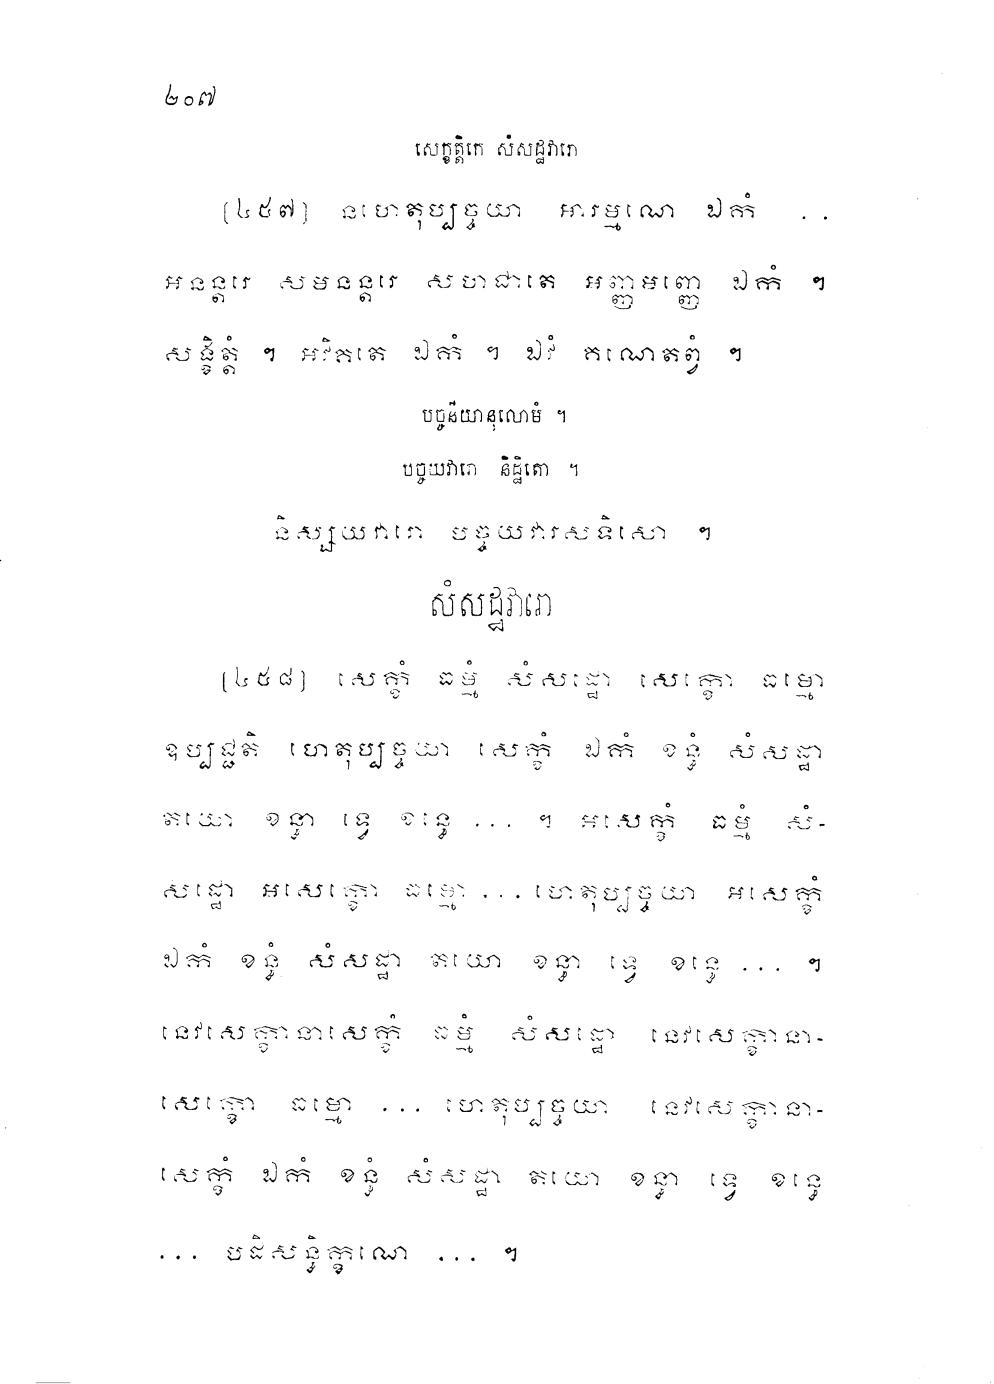 ២០៧
សេក្ខត្តិកេ សំសដ្ឋវារោ
(៤៥៧) នហេតុប្បច្ចយា អារម្មណេ ឯកំ ..
អនន្តរេ សមនន្តរេ សហជាតេ អញ្ញមញ្ញេ ឯកំ ។
សង្ខិត្តំ ។ អវិគតេ ឯកំ ។ ឯវំ គណេតព្វំ ។
បច្ចនីយានុលោមំ ។
បច្ចយវារោ និដ្ឋិតោ ។
និស្សយវារោ បច្ចយវារសទិសោ ។
សំសដ្ឋវារោ
(៤៥៨) សេក្ខំ ធម្មំ សំសដ្ឋោ សេក្ខោ ធម្មោ
ឧប្បជ្ជតិ ហេតុប្បច្ចយា សេក្ខំ ឯកំ ខន្ធំ សំសដ្ឋា
តយោ ខន្ធា ទ្វេ ខន្ធេ ... ។ អសេក្ខំ ធម្មំ សំ-
សដ្ឋោ អសេក្ខោ ធម្មោ ... ហេតុប្បច្ចយា អសេក្ខំ
ឯកំ ខន្ធំ សំសដ្ឋា តយោ ខន្ធា ទ្វេ ខន្ធេ ... ។
នេវសេក្ខានាសេក្ខំ ធម្មំ សំសដ្ឋោ នេវសេក្ខានា-
សេក្ខោ ធម្មោ ... ហេតុប្បច្ចយា នេវសេក្ខានា-
សេក្ខំ ឯកំ ខន្ធំ សំសដ្ឋា តយោ ខន្ធា ទ្វេ ខន្ធេ
... បដិសន្ធិក្ខណេ ... ។